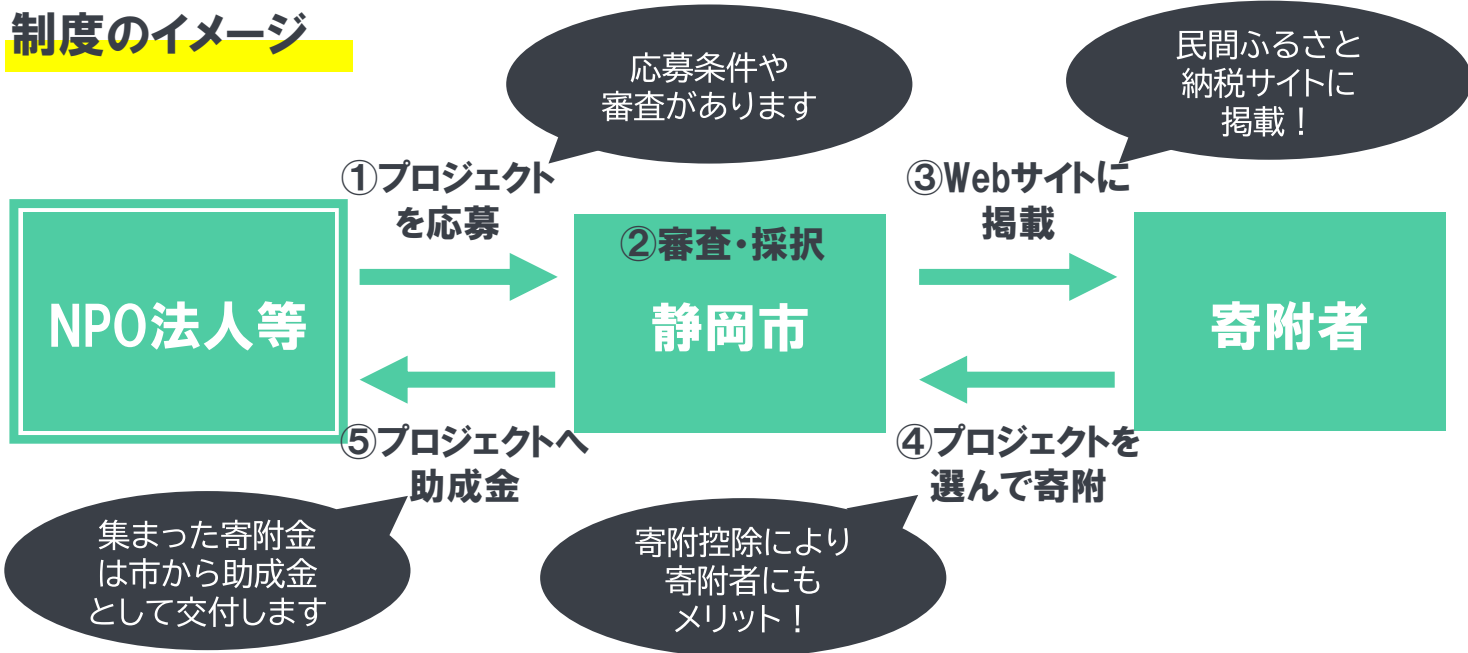 制度のイメージ
応募条件や
審査があります
民間ふるさと
納税サイトに
掲載！
①プロジェクト
を応募
③Webサイトに
掲載
②審査・採択
NPO法人等
静岡市
寄附者
⑤プロジェクトへ
助成金
④プロジェクトを
選んで寄附
集まった寄附金
は市から助成金
として交付します
寄附控除により
寄附者にも
メリット！